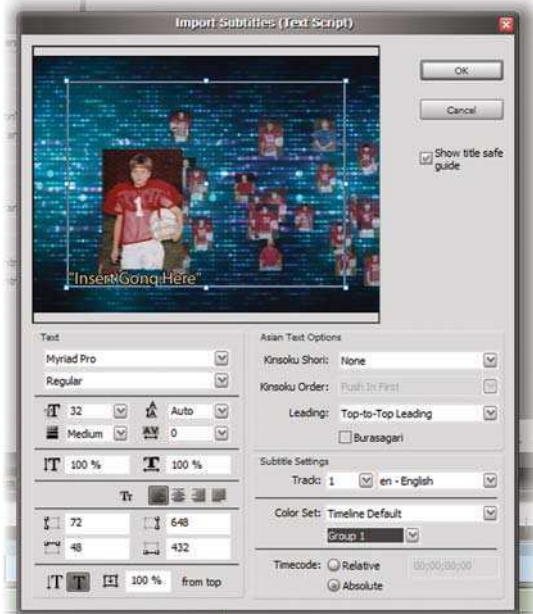 Import Subtitles (Text Script)
OK
Cancel
Show title safe
guide
1
"Insert Gong Here"
Text
Myriad Pro
Regular
32
Auto
Medium
0
100 %
100 %
72
648
48
432
100 %
from top
Asian Text Options
Kinsoku Shori:
None
Kinsoku Order:
Push In First
Leading:
Top-to-Top Leading
Burasagari
Subtitle Settings
Track:
1
en - English
Color Set:
Timeline Default
Group 1
Timecode:
Relative
00;00;00;00
Absolute